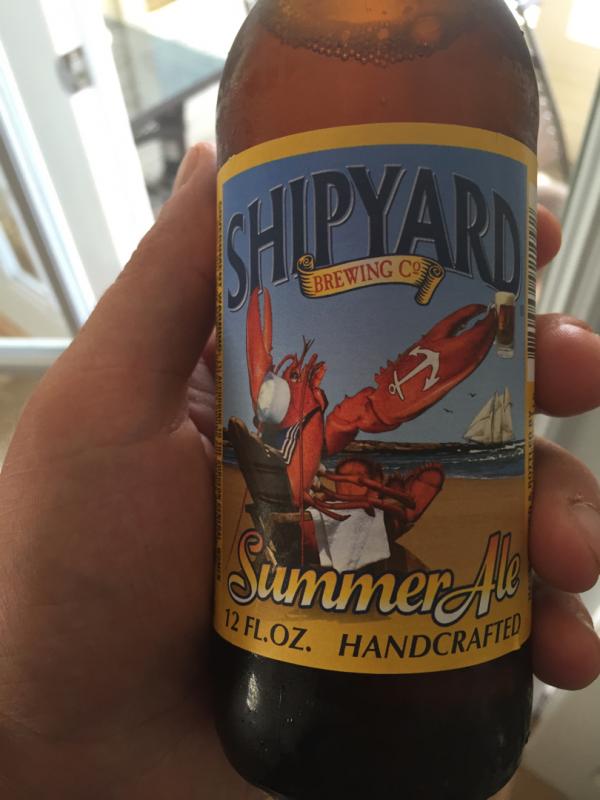 SHIPYARD
BREWING Co
Summer Ale
12 FL.OZ. HANDCRAFTED